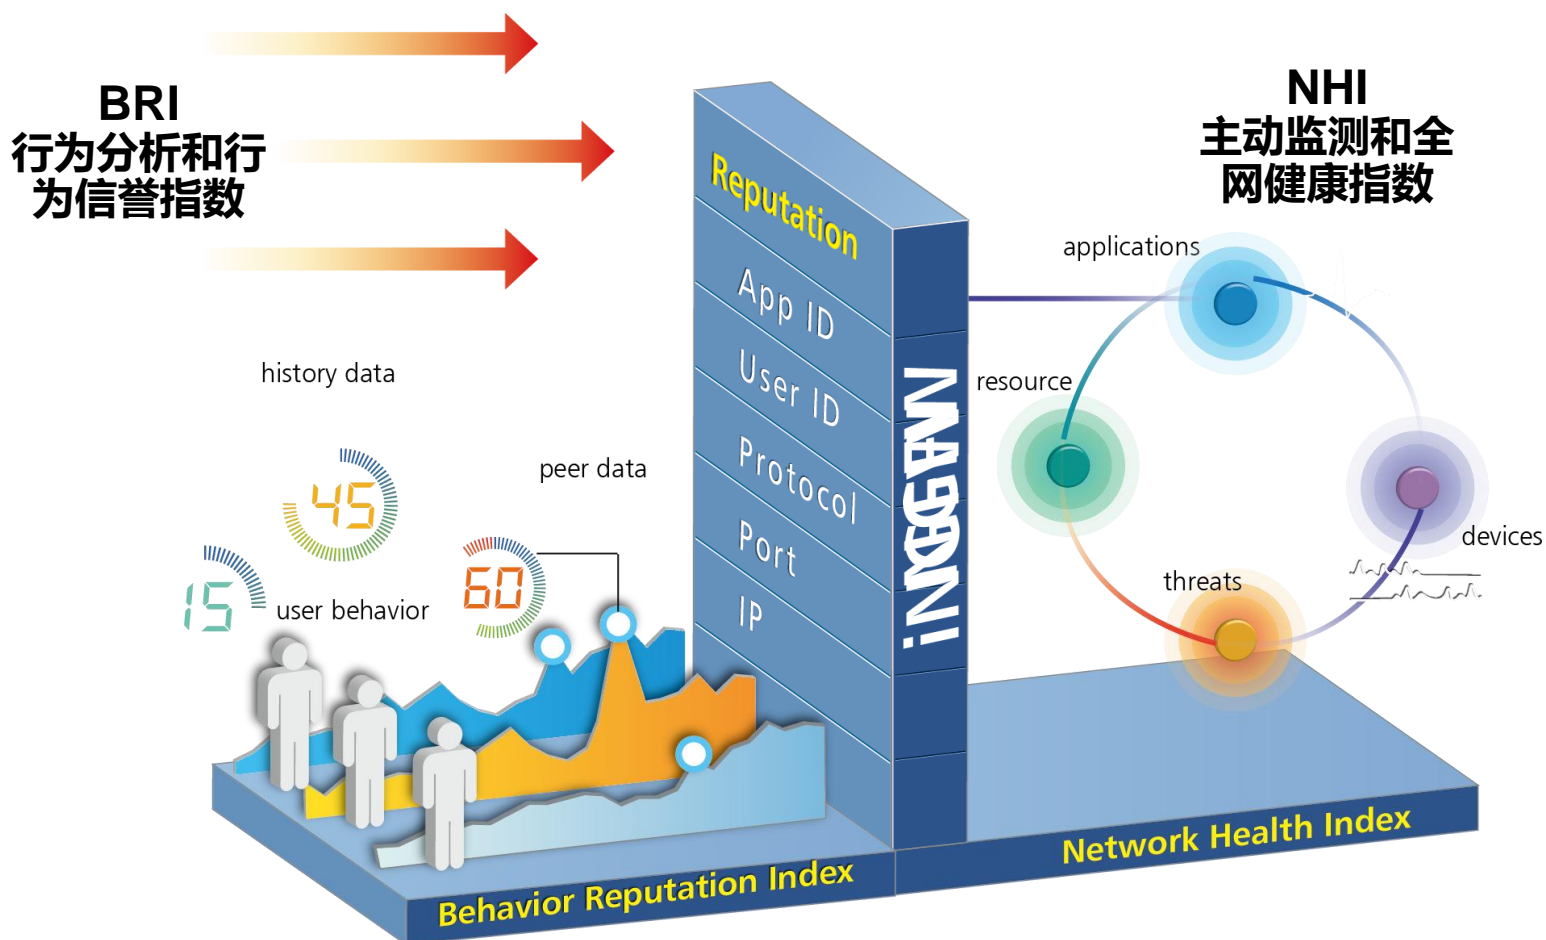 BRI
行为分析和行
为信誉指数
NHI
主动监测和全
网健康指数
Reputation
App ID
User ID
Protocol
Port
IP
applications
resource
devices
threats
history data
45
peer data
15
user behavior
60
Behavior Reputation Index
Network Health Index